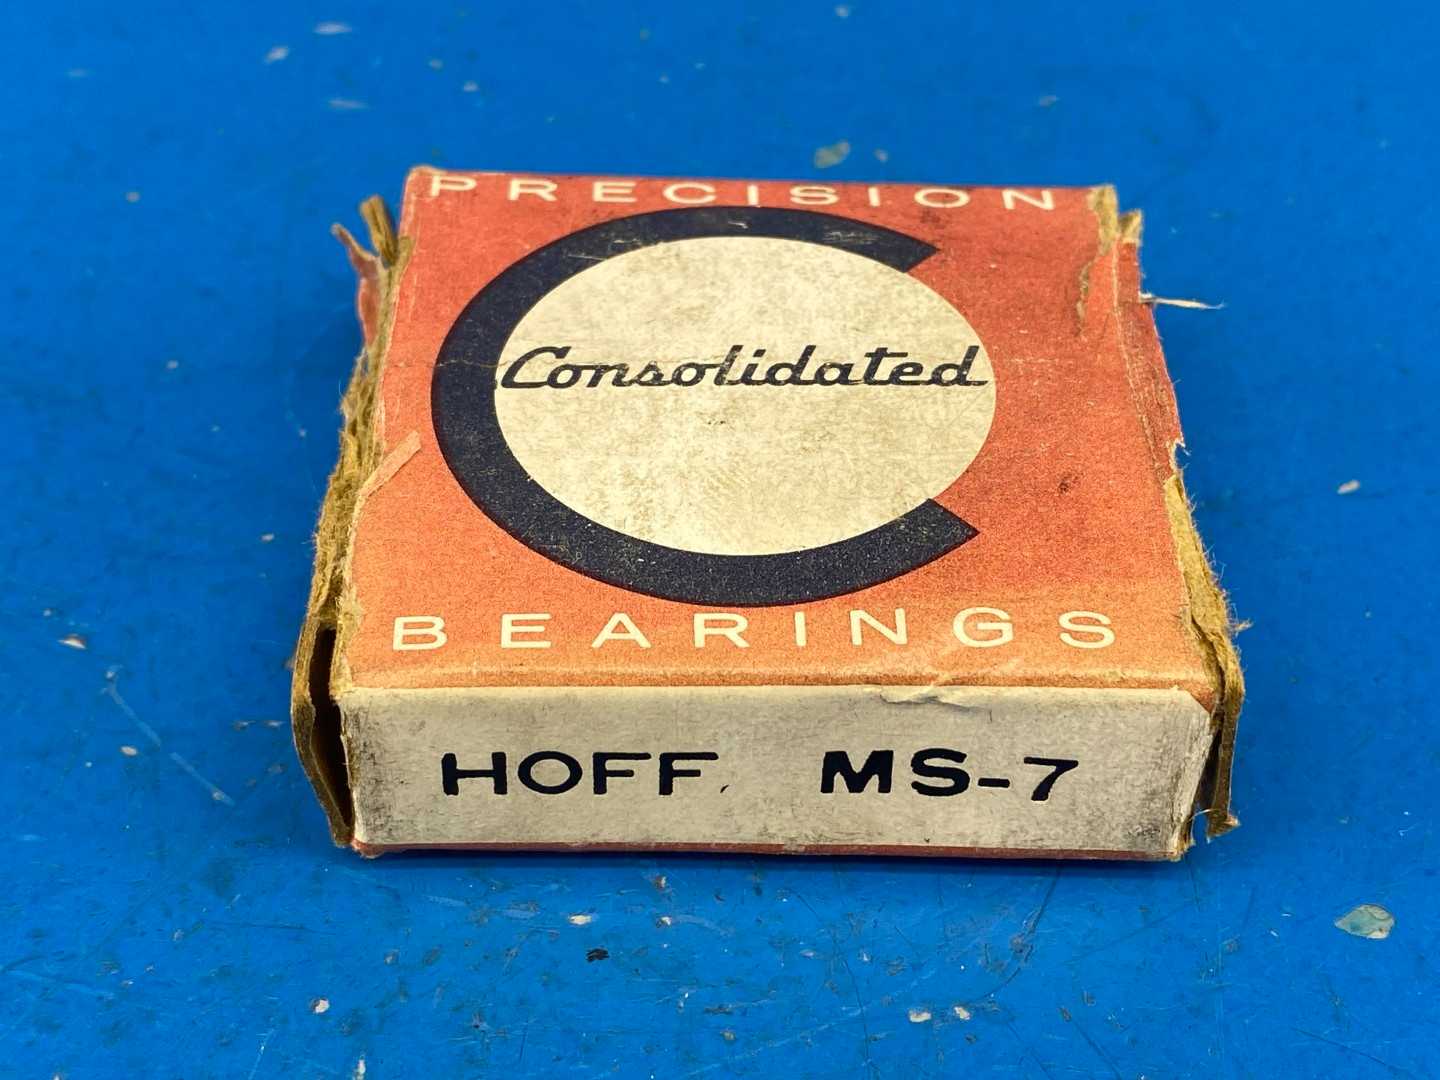 PRECISION
Consolidated
BEARINGS
HOFF. MS-7